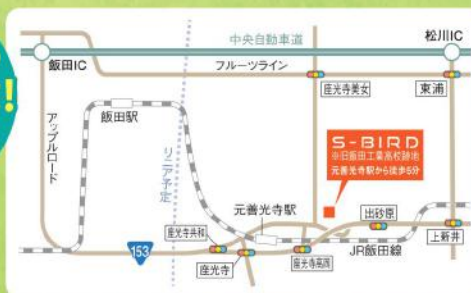 !
中央自動車道
松川IC
飯田IC
フルーツライン
座光寺美女
東浦
アップルロード
飯田駅
リニア予定
S-BIRD
※旧飯田工業高校跡地
元善光寺駅から徒歩5分
元善光寺駅
出砂原
座光寺共和
上新井
153
座光寺
座光寺高岡
JR飯田線